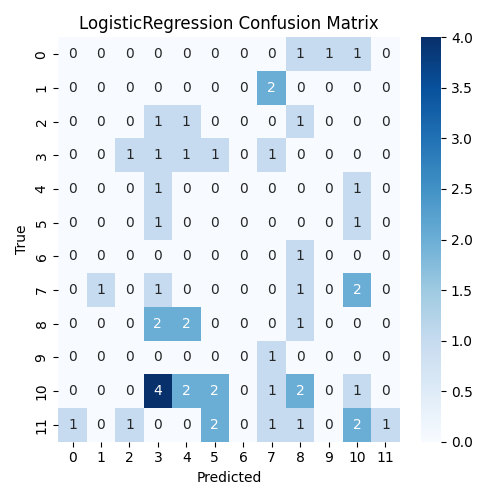 LogisticRegression Confusion Matrix
0 0 0 0 0 0 0 0 0 1 1 1 0
1 0 0 0 0 0 0 0 2 0 0 0 0
2 0 0 0 1 1 0 0 0 1 0 0 0
3 0 0 1 1 1 1 0 1 0 0 0 0
4 0 0 0 1 0 0 0 0 0 0 1 0
5 0 0 0 1 0 0 0 0 0 0 1 0
6 0 0 0 0 0 0 0 0 1 0 0 0
7 0 1 0 1 0 0 0 0 1 0 2 0
8 0 0 0 2 2 0 0 0 1 0 0 0
9 0 0 0 0 0 0 0 1 0 0 0 0
10 0 0 0 4 2 2 0 1 2 0 1 0
11 1 0 1 0 0 2 0 1 1 0 2 1
0 1 2 3 4 5 6 7 8 9 10 11
Predicted
True
4.0
3.5
3.0
2.5
2.0
1.5
1.0
0.5
0.0